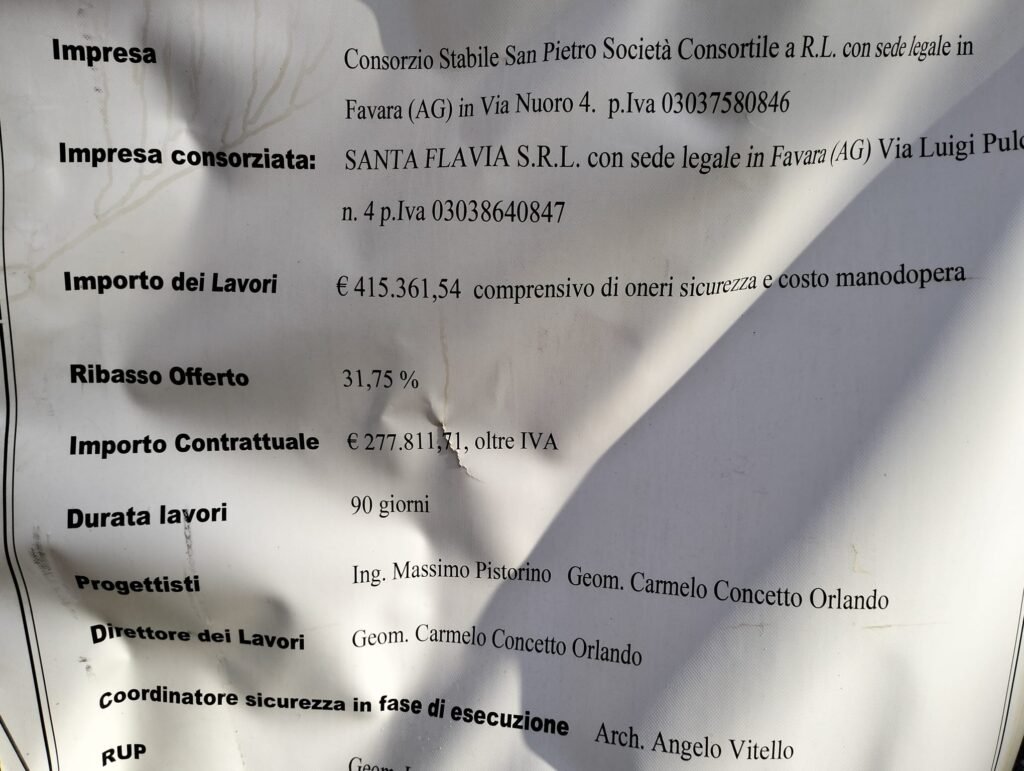 Impresa Consorzio Stabile San Pietro Società Consortile a R.L. con sede legale in
Favara (AG) in Via Nuoro 4. p.Iva 03037580846
Impresa consorziata: SANTA FLAVIA S.R.L. con sede legale in Favara (AG) Via Luigi
n. 4 p.Iva 03038640847
Importo dei Lavori € 415.361,54 comprensivo di oneri sicurezza e costo manodopera
Ribasso Offerto 31,75 %
Importo Contrattuale € 277.811,71, oltre IVA
Durata lavori 90 giorni
Progettisti Ing. Massimo Pistorino Geom. Carmelo Concetto Orlando
Direttore dei Lavori Geom. Carmelo Concetto Orlando
Coordinatore sicurezza in fase di esecuzione Arch. Angelo Vitello
RUP Geom.